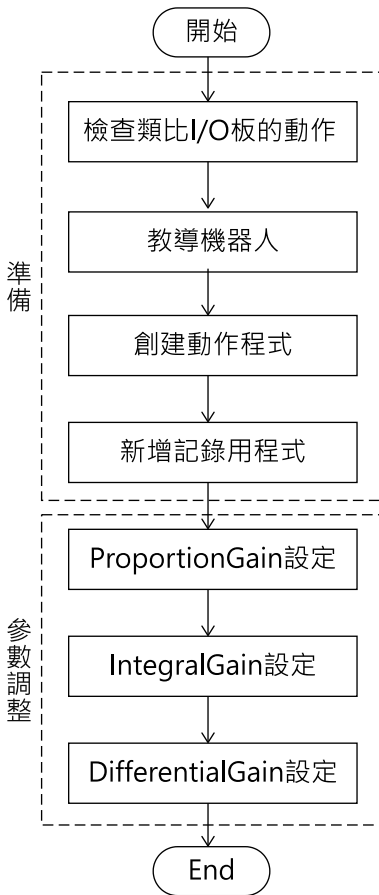 開始
檢查類比I/O板的動作
教導機器人
準備
創建動作程式
新增記錄用程式
ProportionGain設定
參數調整
IntegralGain設定
DifferentialGain設定
End